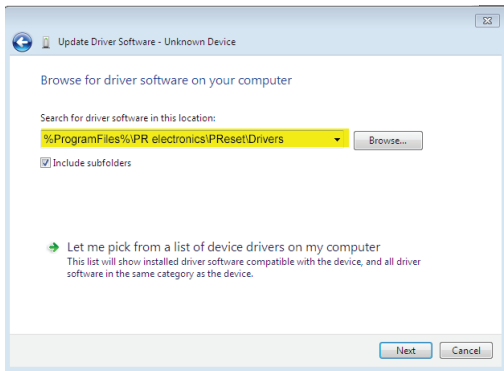 Update Driver Software - Unknown Device
Browse for driver software on your computer
Search for driver software in this location:
%ProgramFiles%\PR electronics\PReset\Drivers
Browse...
Include subfolders
Let me pick from a list of device drivers on my computer
This list will show installed driver software compatible with the device, and all driver
software in the same category as the device.
Next
Cancel